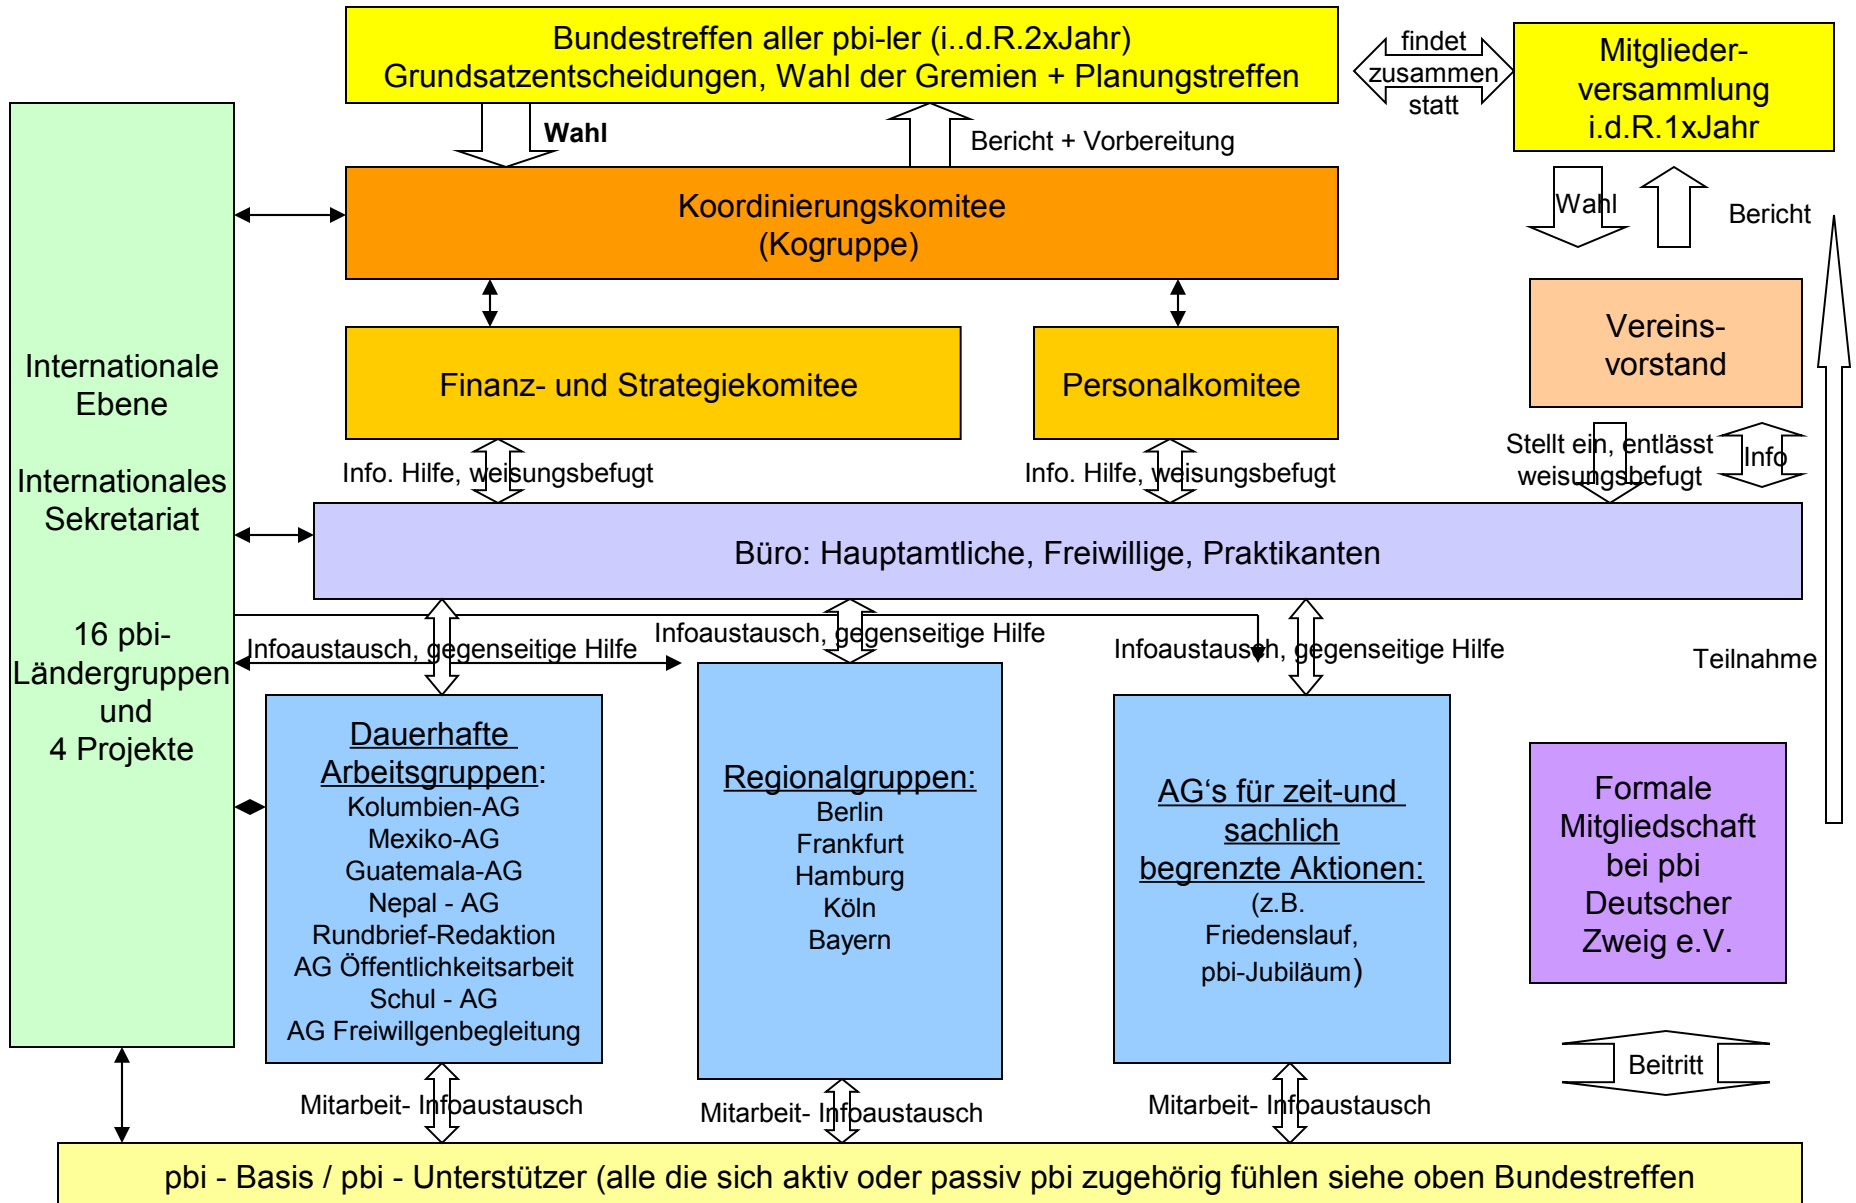 Bundestreffen aller pbi-ler (i..d.R.2xJahr)
Grundsatzentscheidungen, Wahl der Gremien + Planungstreffen
findet
zusammen
statt
Mitglieder-
versammlung
i.d.R.1xJahr
Wahl
Bericht + Vorbereitung
Koordinierungskomitee
(Kogruppe)
Wahl
Bericht
Finanz- und Strategiekomitee
Personalkomitee
Vereins-
vorstand
Internationale
Ebene
Internationales
Sekretariat
16 pbi-
Ländergruppen
und
4 Projekte
Info. Hilfe, weisungsbefugt
Info. Hilfe, weisungsbefugt
Stellt ein, entlässt
weisungsbefugt
Info
Büro: Hauptamtliche, Freiwillige, Praktikanten
Infoaustausch, gegenseitige Hilfe
Infoaustausch, gegenseitige Hilfe
Infoaustausch, gegenseitige Hilfe
Teilnahme
Dauerhafte
Arbeitsgruppen:
Kolumbien-AG
Mexiko-AG
Guatemala-AG
Nepal - AG
Rundbrief-Redaktion
AG Öffentlichkeitsarbeit
Schul - AG
AG Freiwillgenbegleitung
Regionalgruppen:
Berlin
Frankfurt
Hamburg
Köln
Bayern
AG‘s für zeit-und
sachlich
begrenzte Aktionen:
(z.B.
Friedenslauf,
pbi-Jubiläum)
Formale
Mitgliedschaft
bei pbi
Deutscher
Zweig e.V.
Beitritt
Mitarbeit- Infoaustausch
Mitarbeit- Infoaustausch
Mitarbeit- Infoaustausch
pbi - Basis / pbi - Unterstützer (alle die sich aktiv oder passiv pbi zugehörig fühlen siehe oben Bundestreffen